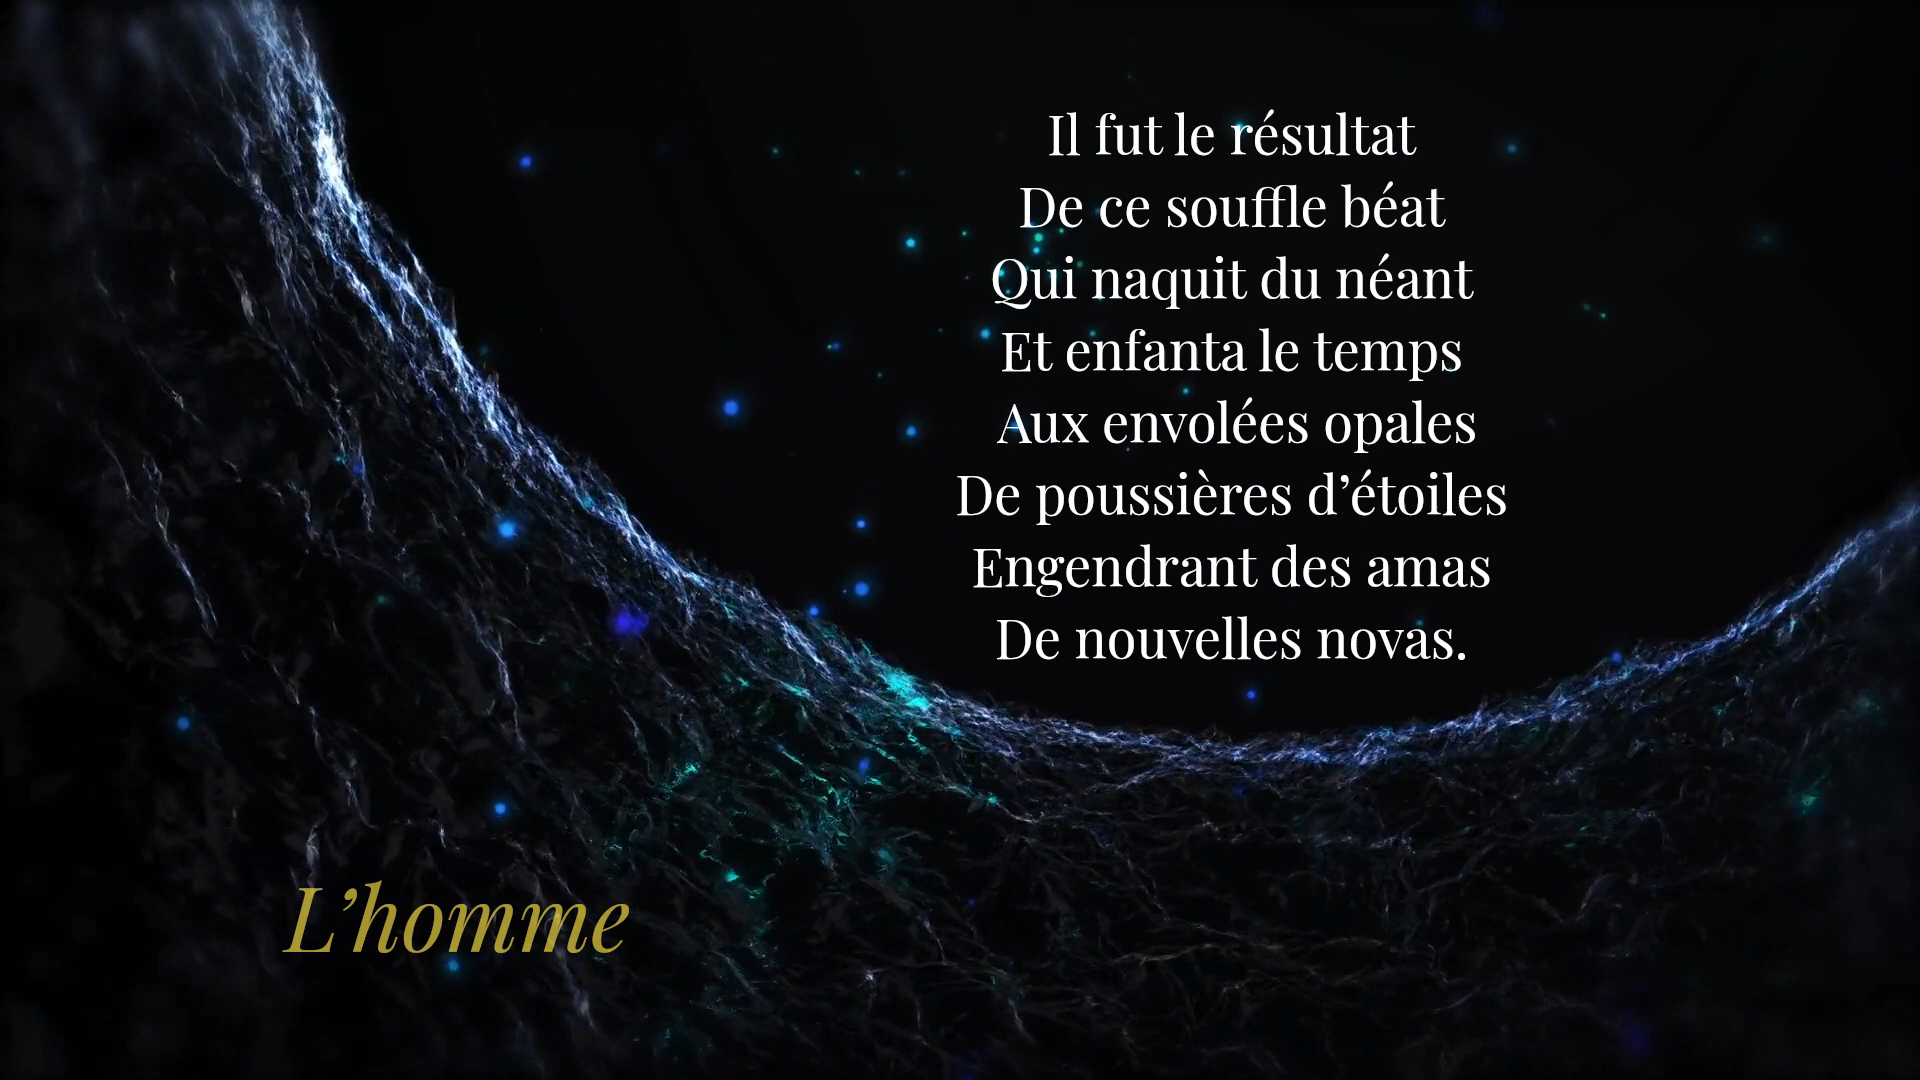 Il fut le résultat
De ce souffle béat
Qui naquit du néant
Et enfanta le temps
Aux envolées opales
De poussières d’étoiles
Engendrant des amas
De nouvelles novas.
L’homme